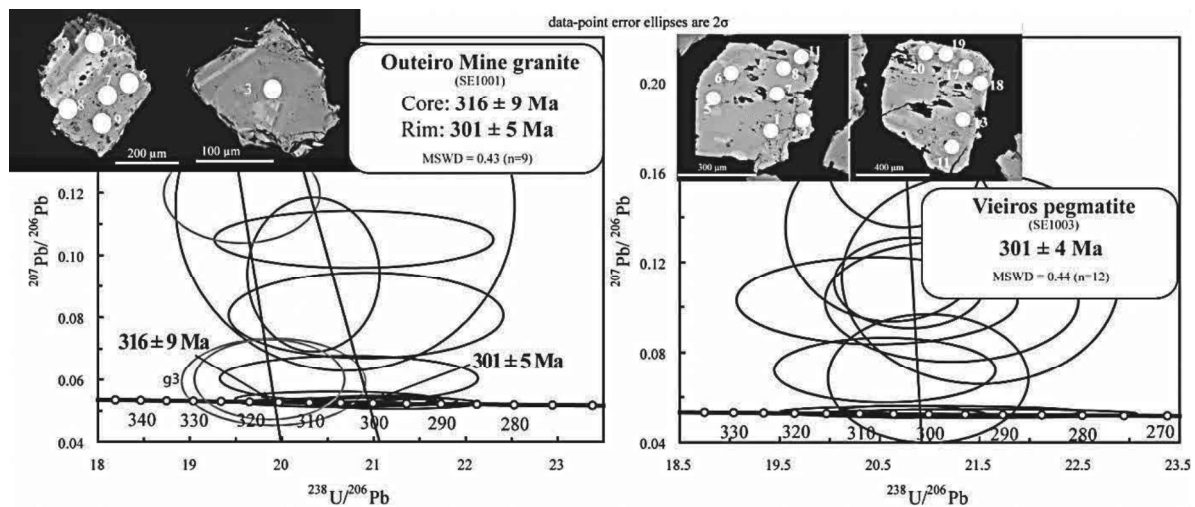 data-point error ellipses are 2σ
10
7
8
9
3
200 µm
100 µm
Outeiro Mine granite
(SE1001)
Core: 316 ± 9 Ma
Rim: 301 ± 5 Ma
MSWD = 0.43 (n=9)
207Pb/ 206Pb
0.12
0.10
0.08
0.06
0.04
316 ± 9 Ma
301 ± 5 Ma
g3
340
330
320
310
300
290
280
18
19
20
21
22
23
238U/206Pb
11
6
8
5
7
1
300 µm
19
20
17
18
13
11
400 µm
Vieiros pegmatite
(SE1003)
301 ± 4 Ma
MSWD = 0.44 (n=12)
207Pb/ 206Pb
0.20
0.16
0.12
0.08
0.04
330
320
310
300
290
280
270
18.5
19.5
20.5
21.5
22.5
23.5
238U/206Pb